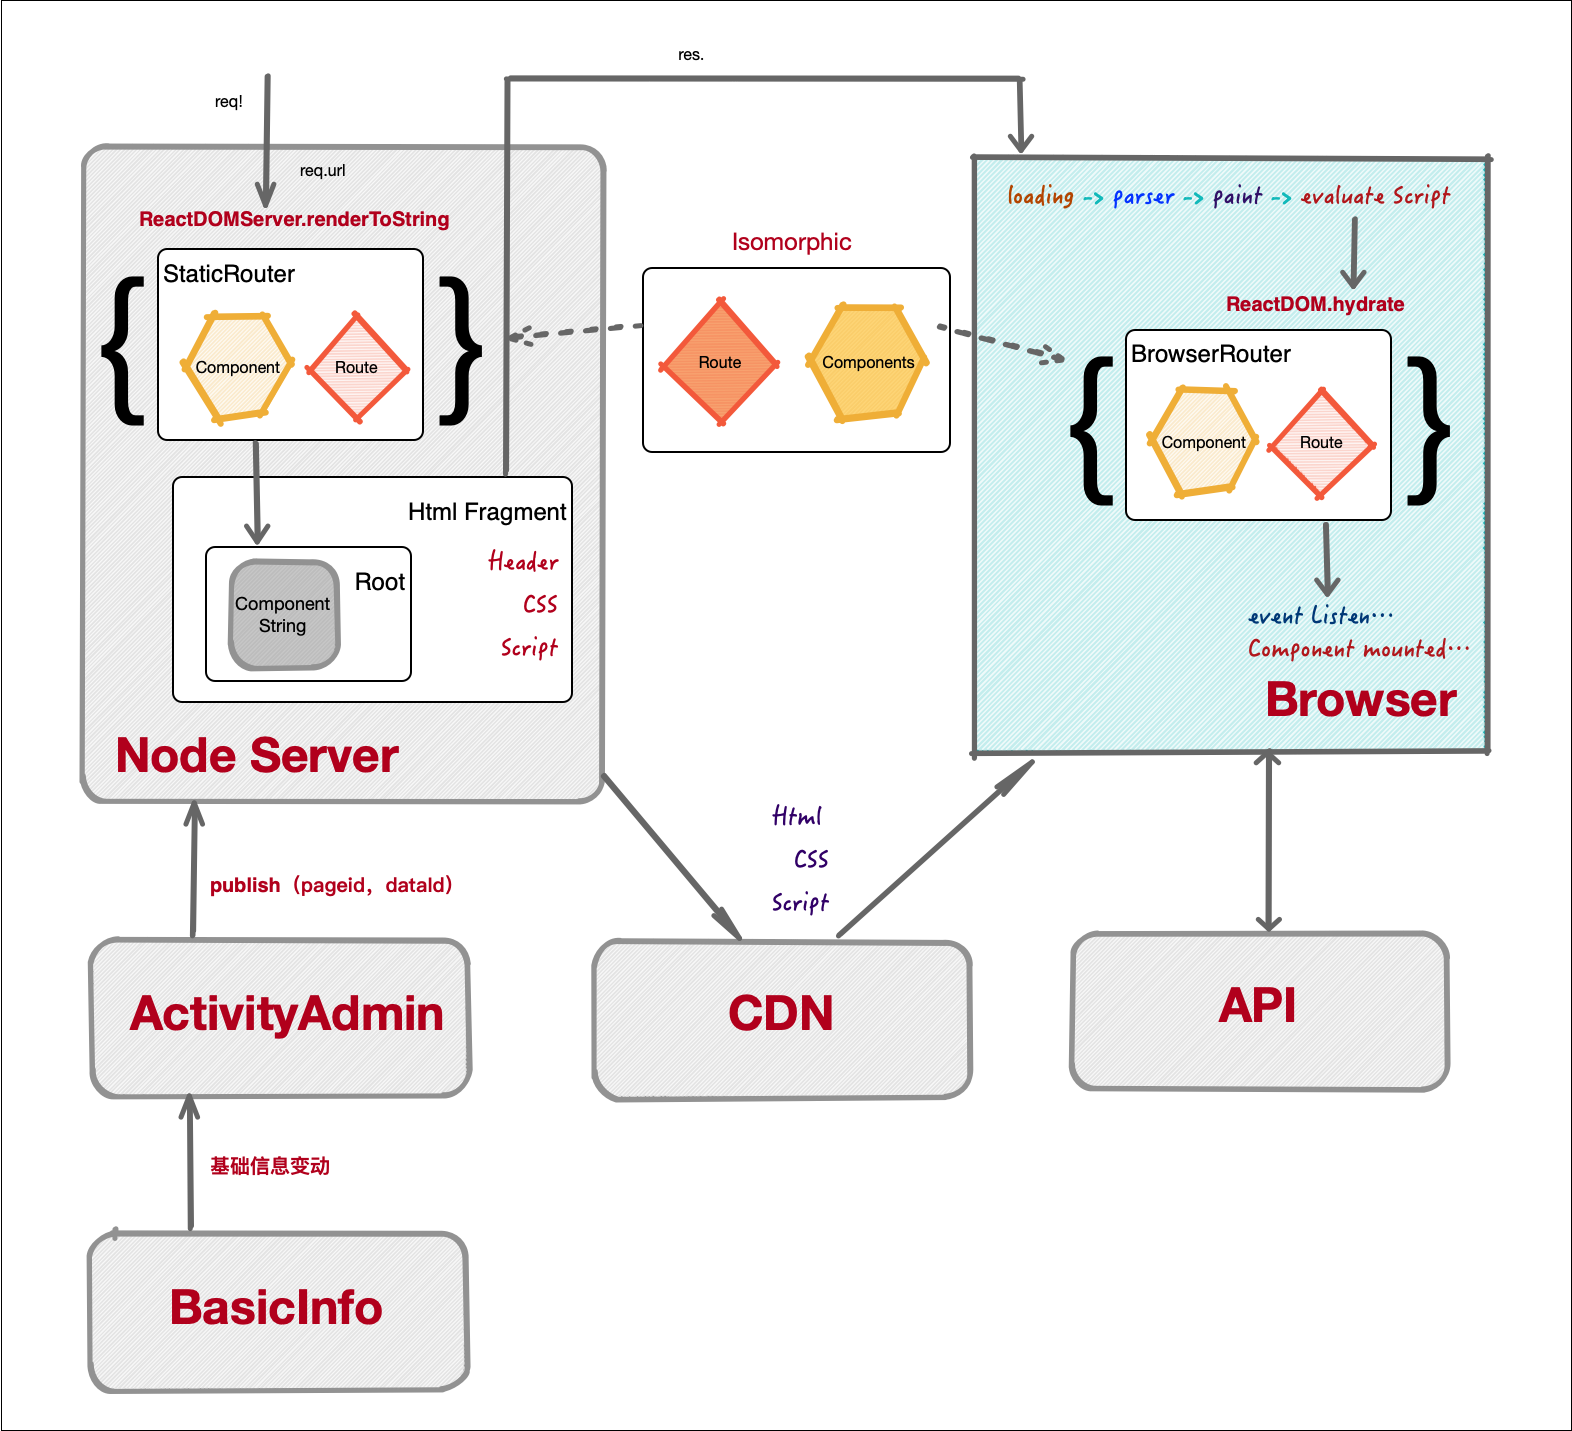 res.
req!
req.url
ReactDOMServer.renderToString
StaticRouter
Component
Route
Html Fragment
Header
CSS
Script
Root
Component
String
Node Server
Isomorphic
Route
Components
loading -> parser -> paint -> evaluate Script
ReactDOM.hydrate
BrowserRouter
Component
Route
event Listen···
Component mounted···
Browser
Html
CSS
Script
publish（pageid，dataId）
ActivityAdmin
CDN
API
基础信息变动
BasicInfo